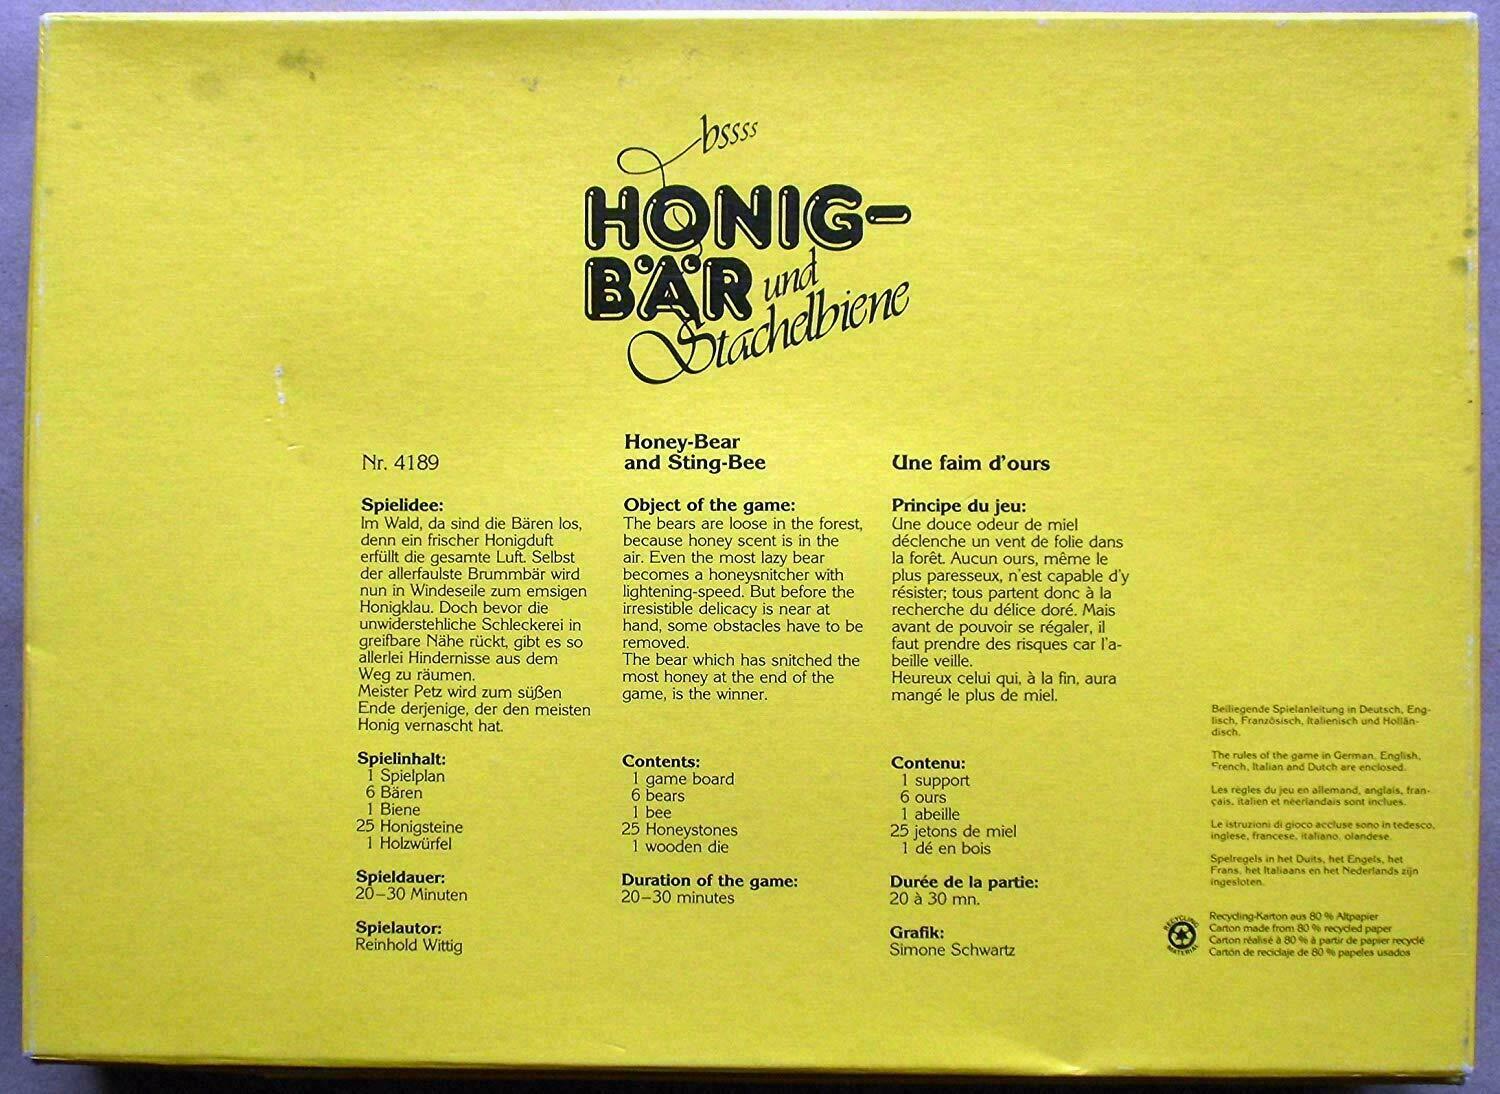 bssss
HONIG-
BÄR und
Stachelbiene
Nr. 4189
Spielidee:
Im Wald, da sind die Bären los,
denn ein frischer Honigduft
erfüllt die gesamte Luft. Selbst
der allerfaulste Brummbär wird
nun in Windeseile zum emsigen
Honigklau. Doch bevor die
unwiderstehliche Schleckerei in
greifbare Nähe rückt, gibt es so
allerlei Hindernisse aus dem
Weg zu räumen.
Meister Petz wird zum süßen
Ende derjenige, der den meisten
Honig vernascht hat.
Spielinhalt:
1 Spielplan
6 Bären
1 Biene
25 Honigsteine
1 Holzwürfel
Spieldauer:
20–30 Minuten
Spielautor:
Reinhold Wittig
Honey-Bear
and Sting-Bee
Object of the game:
The bears are loose in the forest,
because honey scent is in the
air. Even the most lazy bear
becomes a honeysnitcher with
lightening-speed. But before the
irresistible delicacy is near at
hand, some obstacles have to be
removed.
The bear which has snitched the
most honey at the end of the
game, is the winner.
Contents:
1 game board
6 bears
1 bee
25 Honeystones
1 wooden die
Duration of the game:
20–30 minutes
Une faim d'ours
Principe du jeu:
Une douce odeur de miel
déclenche un vent de folie dans
la forêt. Aucun ours, même le
plus paresseux, n'est capable d'y
résister; tous partent donc à la
recherche du délice doré. Mais
avant de pouvoir se régaler, il
faut prendre des risques car l'a-
beille veille.
Heureux celui qui, à la fin, aura
mangé le plus de miel.
Contenu:
1 support
6 ours
1 abeille
25 jetons de miel
1 dé en bois
Durée de la partie:
20 à 30 mn.
Grafik:
Simone Schwartz
Beiliegende Spielanleitung in Deutsch, Eng-
lisch, Französisch, Italienisch und Hollän-
disch.
The rules of the game in German, English,
French, Italian and Dutch are enclosed.
Les règles du jeu en allemand, anglais, fran-
çais, italien et néerlandais sont inclues.
Le istruzioni di gioco accluse sono in tedesco,
inglese, francese, italiano, olandese.
Spelregels in het Duits, het Engels, het
Frans, het Italiaans en het Nederlands zijn
ingesloten.
RECYCLING
MATERIAL
Recycling-Karton aus 80 % Altpapier
Carton made from 80 % recycled paper
Carton réalisé à 80 % à partir de papier recyclé
Cartón de reciclaje de 80 % papeles usados